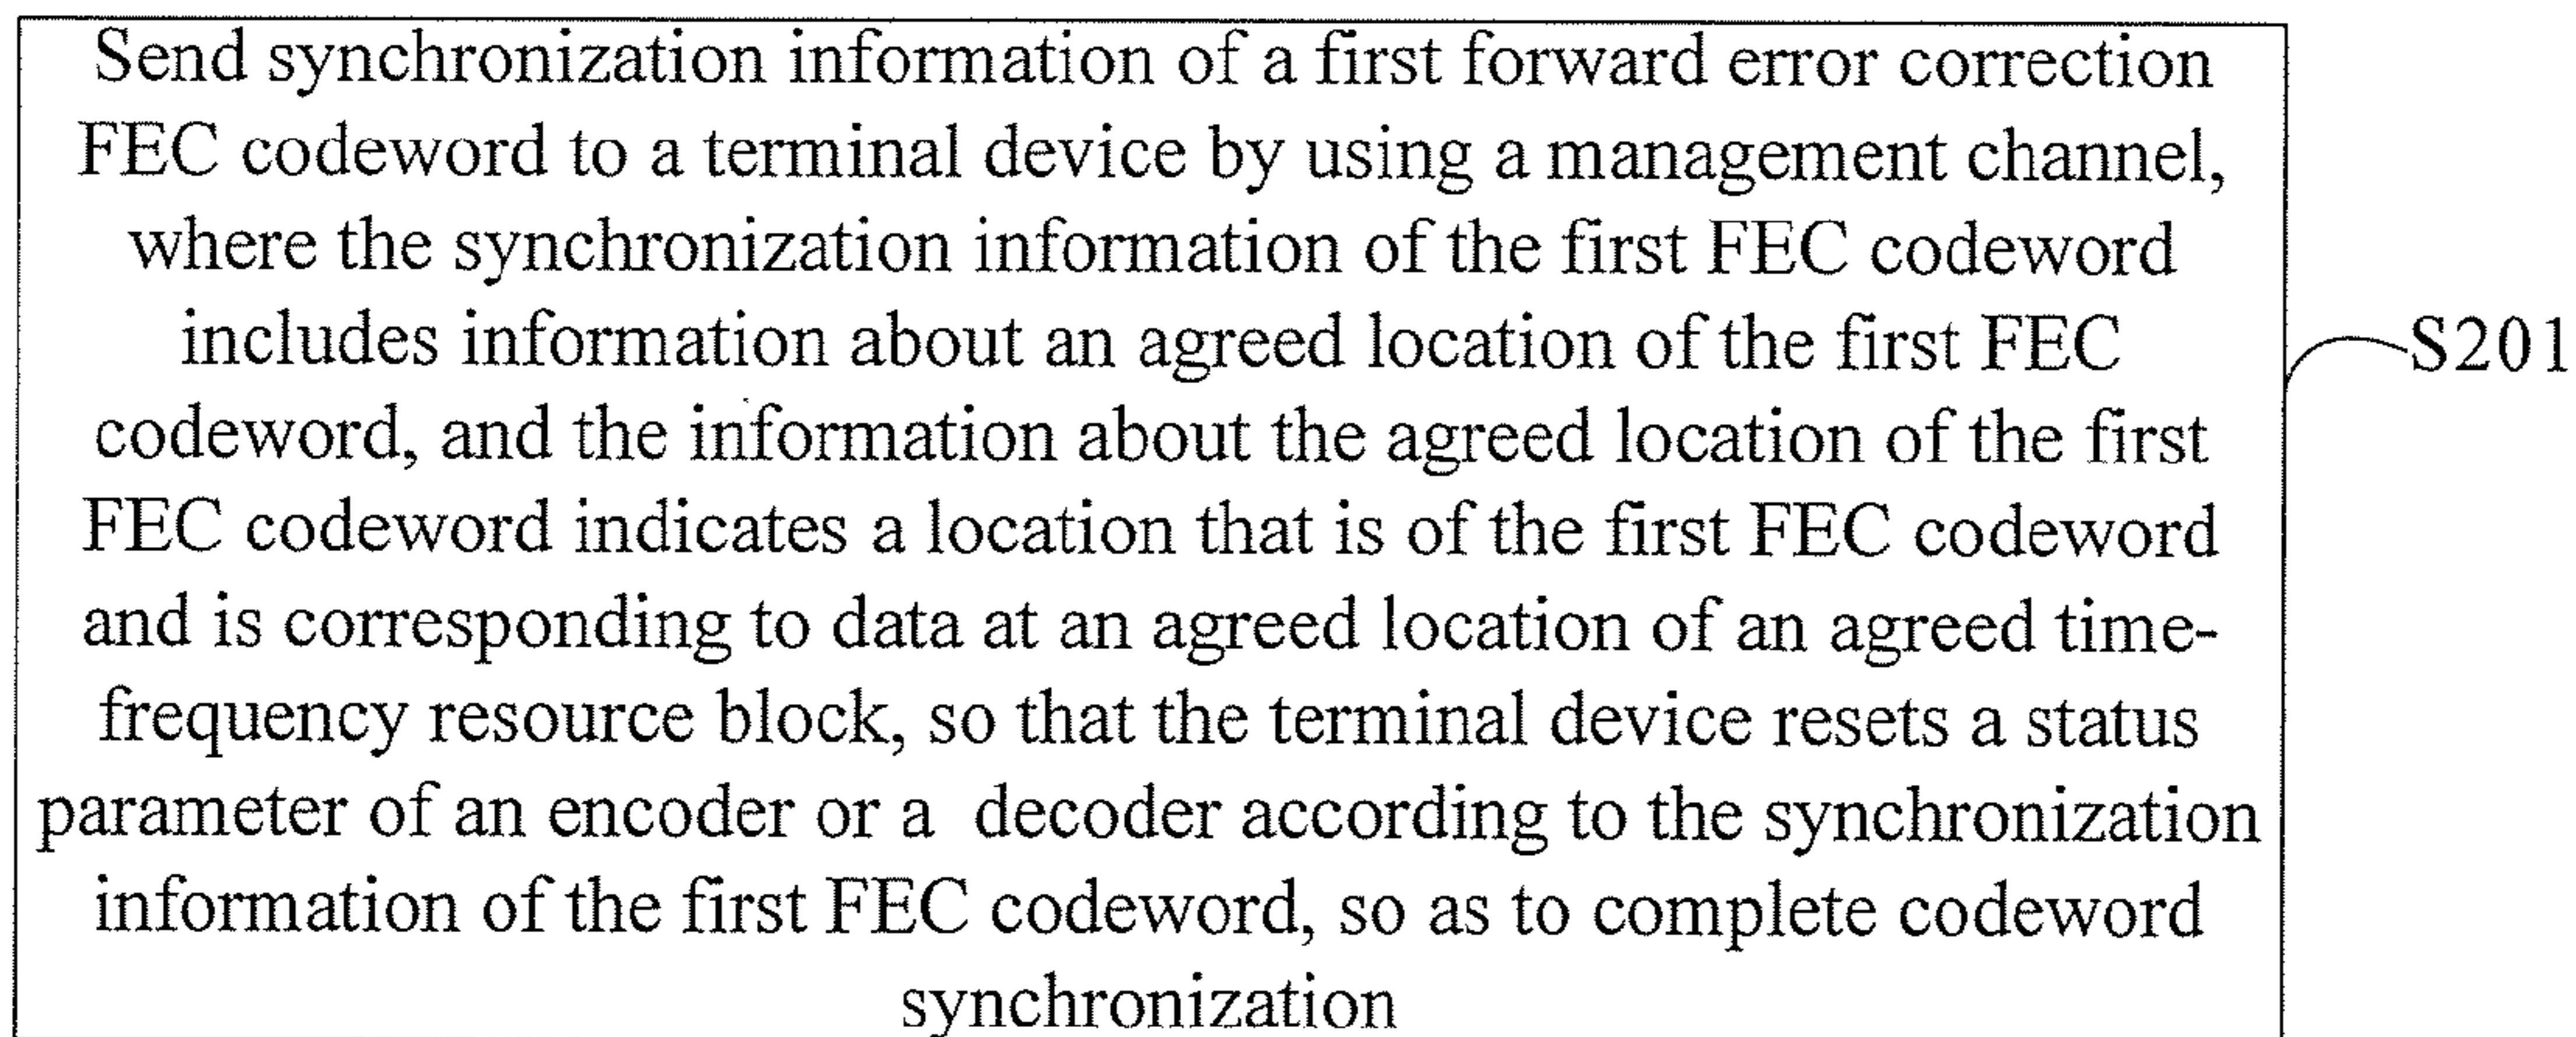 Send synchronization information of a first forward error correction
FEC codeword to a terminal device by using a management channel,
where the synchronization information of the first FEC codeword
includes information about an agreed location of the first FEC
codeword, and the information about the agreed location of the first
FEC codeword indicates a location that is of the first FEC codeword
and is corresponding to data at an agreed location of an agreed time-
frequency resource block, so that the terminal device resets a status
parameter of an encoder or a decoder according to the synchronization
information of the first FEC codeword, so as to complete codeword
synchronization
S201